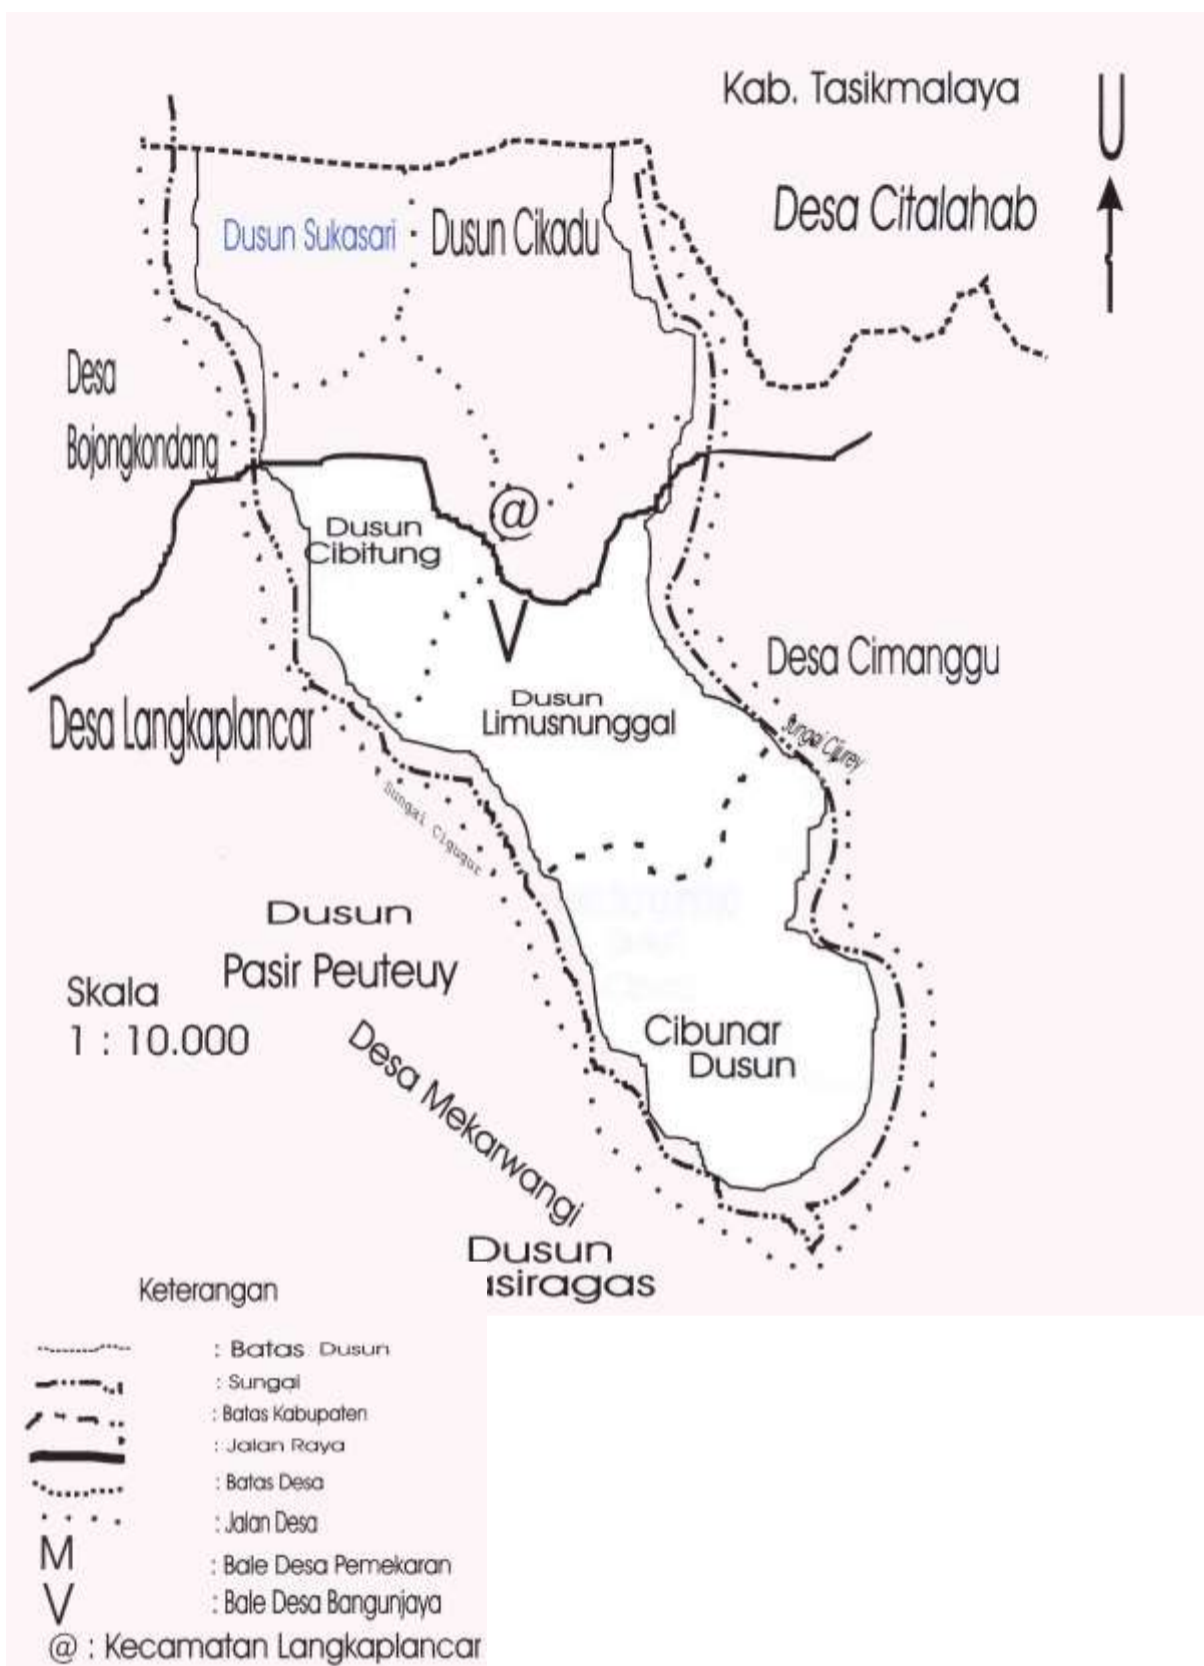 Kab. Tasikmalaya
U
Desa Citalahab
Dusun Sukasari
Dusun Cikadu
Desa
Bojongkondang
@
Dusun
Cibitung
V
Desa Cimanggu
Dusun
Limusnunggal
Desa Langkaplancar
Sungai Cijurey
Sungai Cigugur
Dusun
Pasir Peuteuy
Skala
1 : 10.000
Cibunar
Dusun
Desa Mekarwangi
Dusun
asiragas
Keterangan
: Batas Dusun
: Sungai
: Batas Kabupaten
: Jalan Raya
: Batas Desa
: Jalan Desa
M : Bale Desa Pemekaran
V : Bale Desa Bangunjaya
@ : Kecamatan Langkaplancar